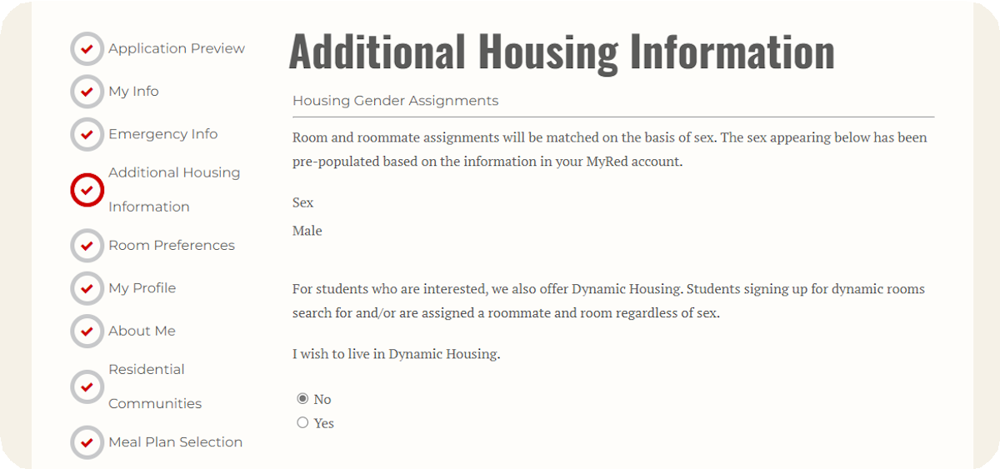 Application Preview
My Info
Emergency Info
Additional Housing
Information
Room Preferences
My Profile
About Me
Residential
Communities
Meal Plan Selection
Additional Housing Information
Housing Gender Assignments
Room and roommate assignments will be matched on the basis of sex. The sex appearing below has been
pre-populated based on the information in your MyRed account.
Sex
Male
For students who are interested, we also offer Dynamic Housing. Students signing up for dynamic rooms
search for and/or are assigned a roommate and room regardless of sex.
I wish to live in Dynamic Housing.
No
Yes